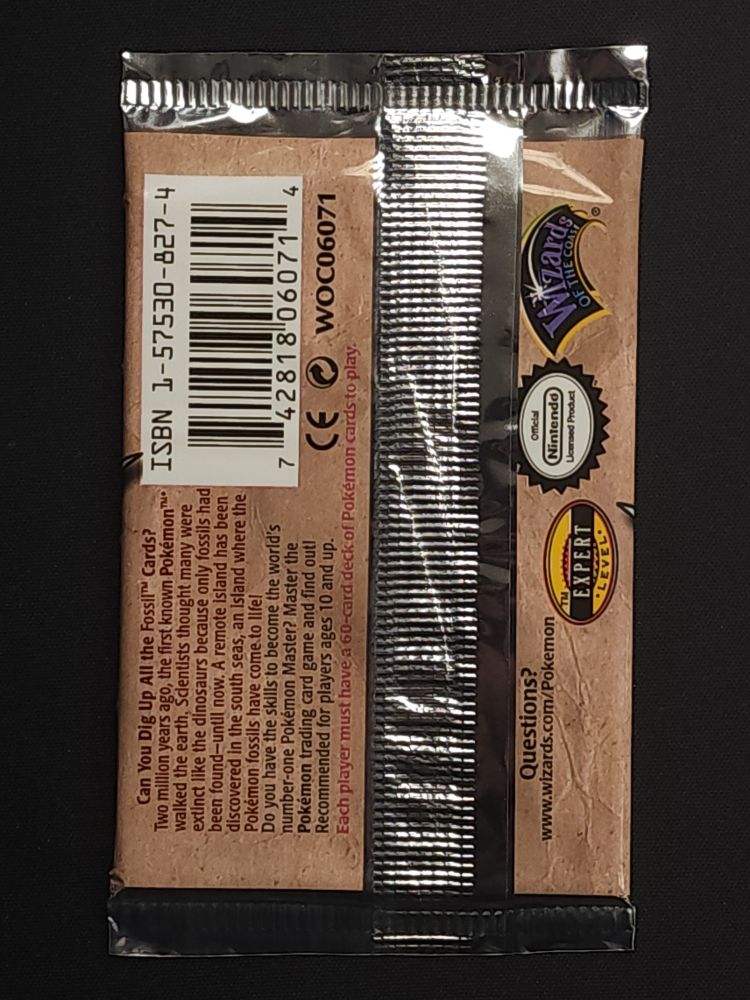 Can You Dig Up All the Fossil™ Cards?
Two million years ago, the first known Pokémon™
walked the earth. Scientists thought many were
extinct like the dinosaurs because only fossils had
been found—until now. A remote island has been
discovered in the south seas, an island where the
Pokémon fossils have come to life!
Do you have the skills to become the world's
number-one Pokémon Master? Master the
Pokémon trading card game and find out!
Recommended for players ages 10 and up.
Each player must have a 60-card deck of Pokémon cards to play.
ISBN 1-57530-827-4
7 42818 06071 4
CE WOC06071
Questions?
www.wizards.com/Pokemon
TM
EXPERT
•LEVEL•
Official
Nintendo
Licensed Product
Wizards
OF THE COAST
®